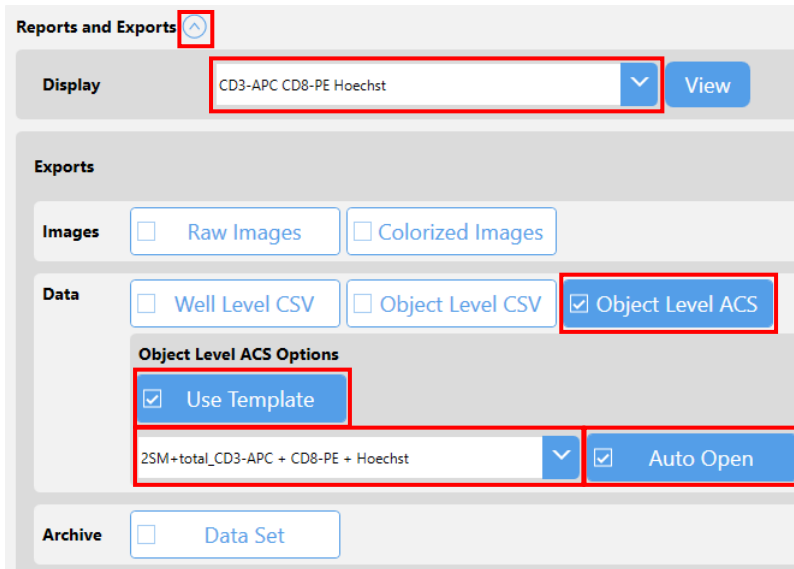 Reports and Exports
Display
CD3-APC CD8-PE Hoechst
View
Exports
Images
Raw Images
Colorized Images
Data
Well Level CSV
Object Level CSV
Object Level ACS
Object Level ACS Options
Use Template
2SM+total_CD3-APC + CD8-PE + Hoechst
Auto Open
Archive
Data Set